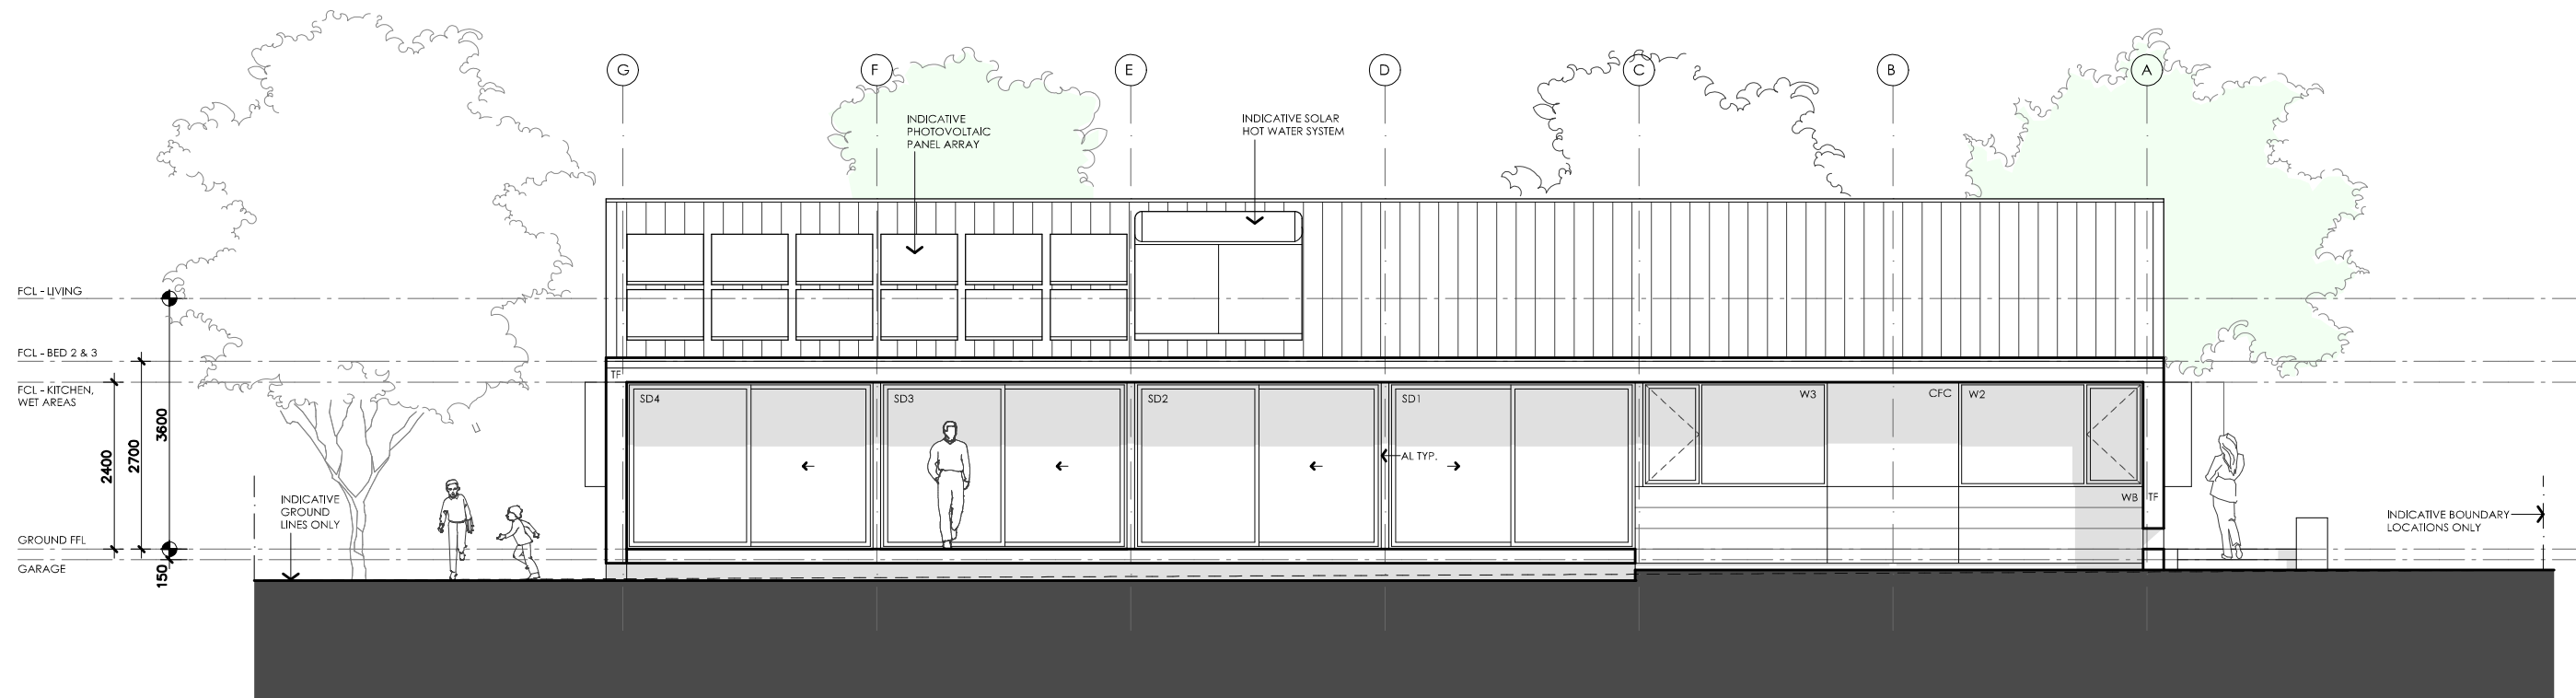 G
F
E
D
C
B
A
INDICATIVE
PHOTOVOLTAIC
PANEL ARRAY
INDICATIVE SOLAR
HOT WATER SYSTEM
FCL - LIVING
FCL - BED 2 & 3
FCL - KITCHEN,
WET AREAS
3600
2700
2400
150
TF
SD4
SD3
SD2
SD1
W3
CFC
W2
AL TYP.
WB
TF
INDICATIVE
GROUND
LINES ONLY
INDICATIVE BOUNDARY
LOCATIONS ONLY
GROUND FFL
GARAGE